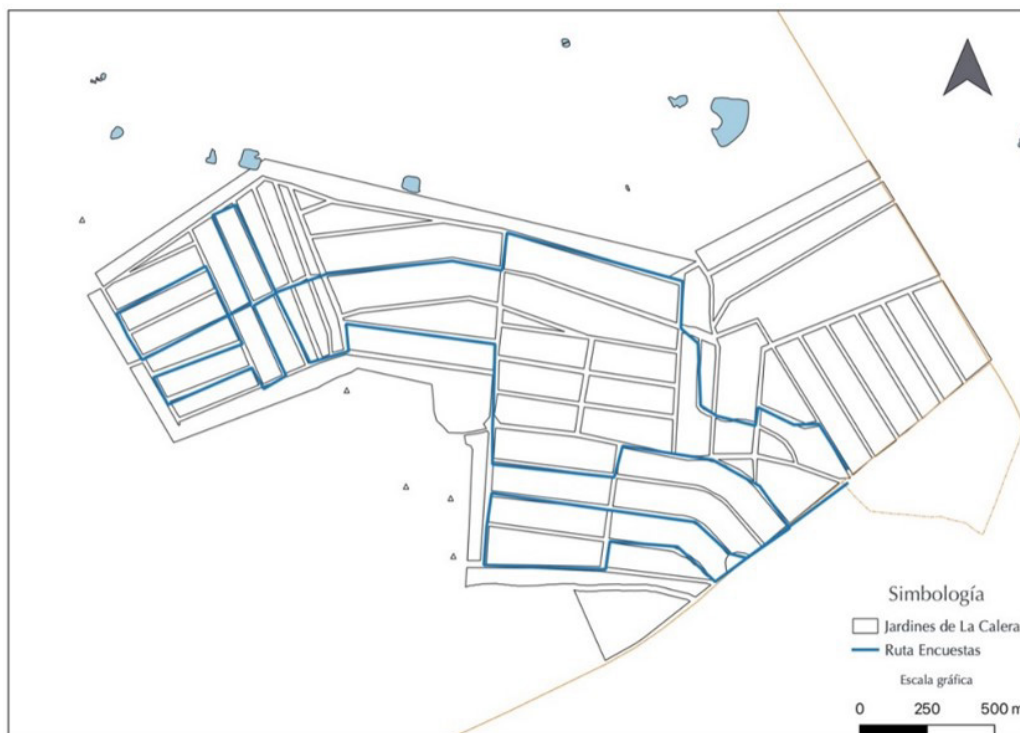 Simbología
Jardines de La Calera
Ruta Encuestas
Escala gráfica
0 250 500 m